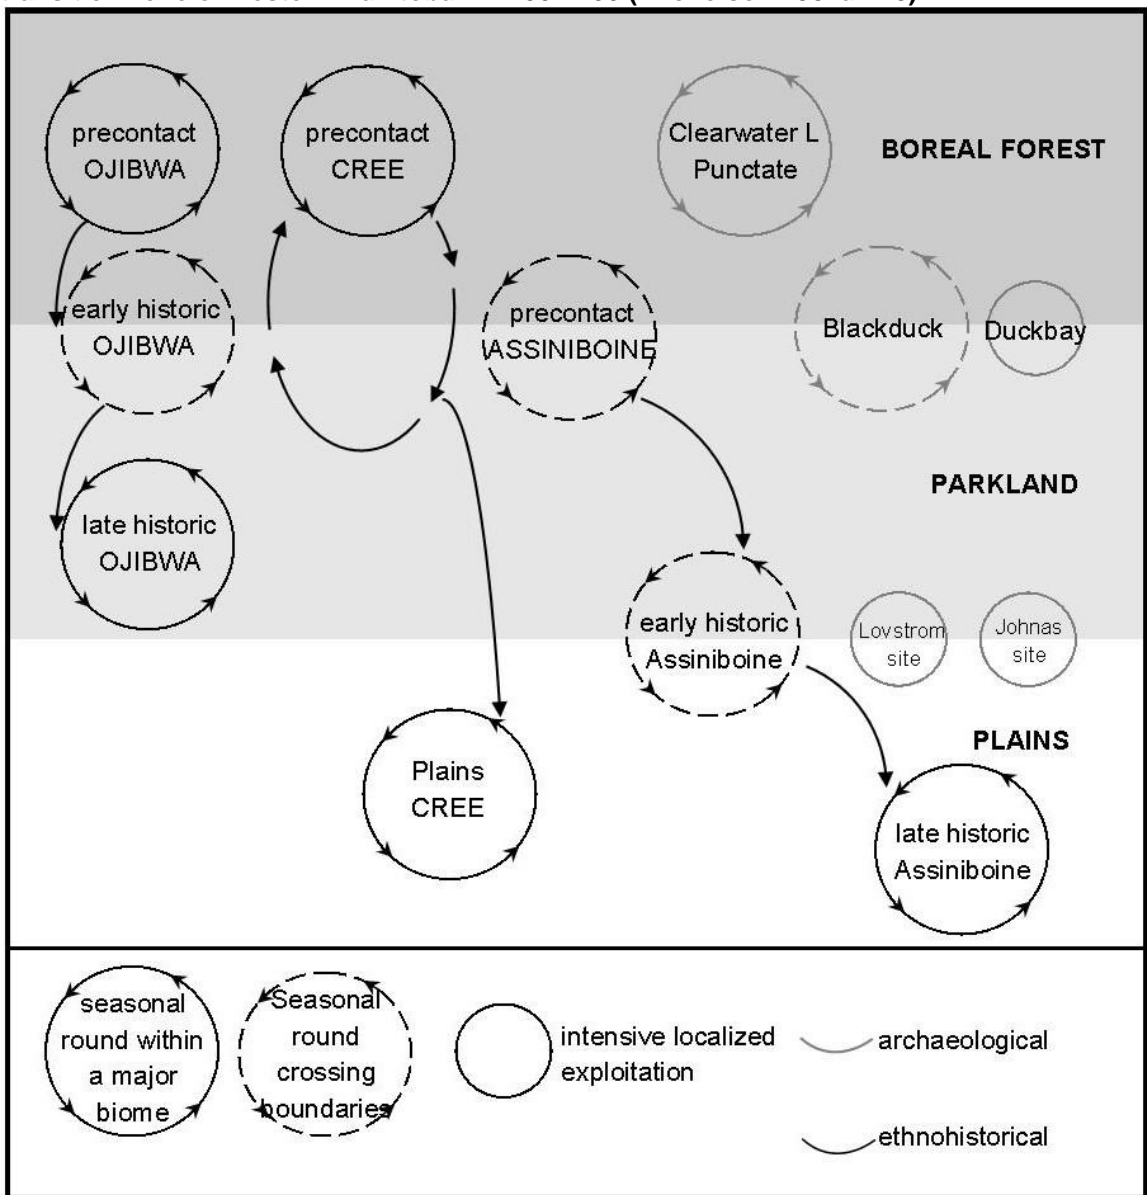 precontact
OJIBWA
precontact
CREE
Clearwater L
Punctate
BOREAL FOREST
early historic
OJIBWA
precontact
ASSINIBOINE
Blackduck
Duckbay
PARKLAND
late historic
OJIBWA
early historic
Assiniboine
Lovstrom
site
Johnas
site
PLAINS
Plains
CREE
late historic
Assiniboine
seasonal
round within
a major
biome
Seasonal
round
crossing
boundaries
intensive localized
exploitation
archaeological
ethnohistorical